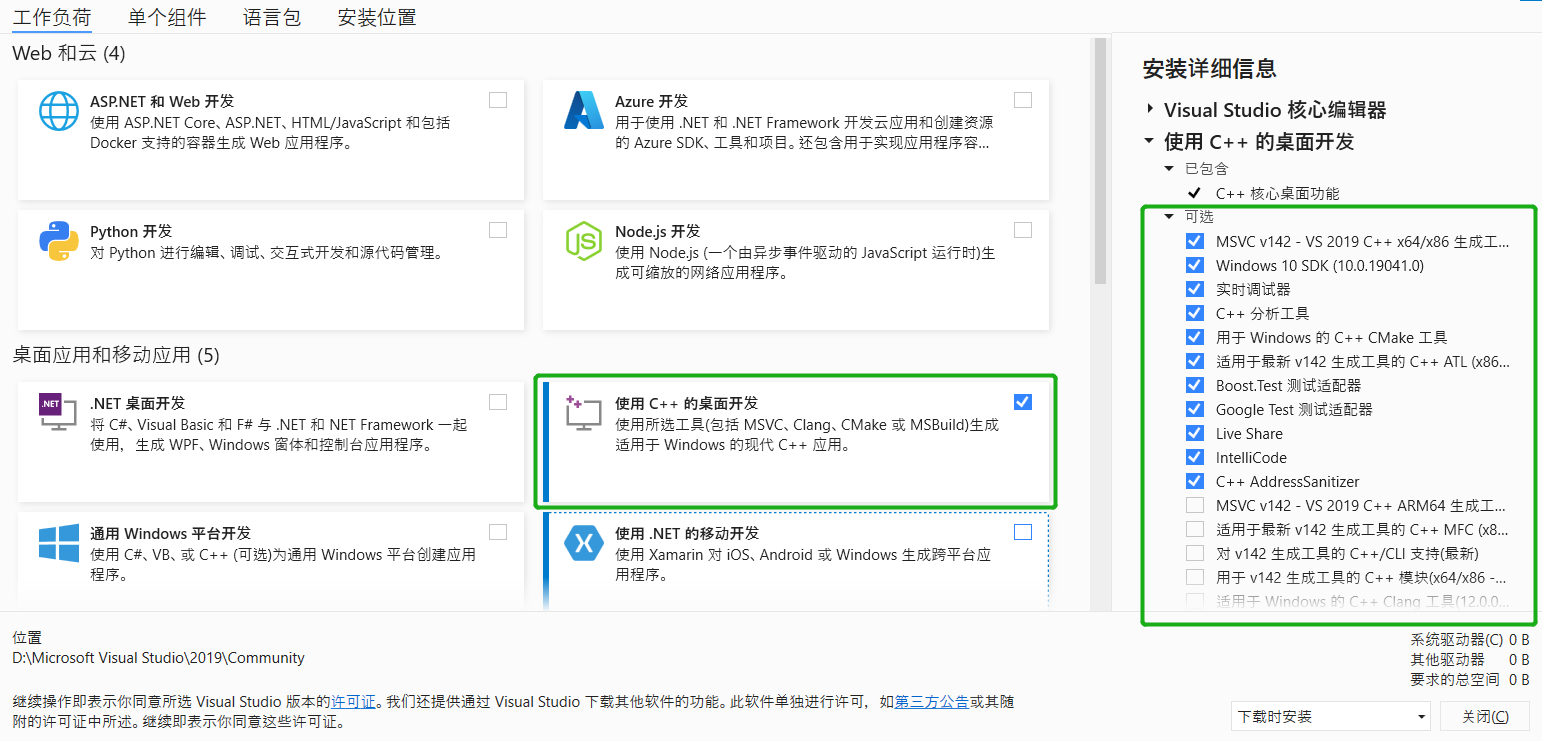 工作负荷 单个组件 语言包 安装位置
Web 和云 (4)
ASP.NET 和 Web 开发
使用 ASP.NET Core、ASP.NET、HTML/JavaScript 和包括
Docker 支持的容器生成 Web 应用程序。
Azure 开发
用于使用 .NET 和 .NET Framework 开发云应用和创建资源
的 Azure SDK、工具和项目。还包含用于实现应用程序容...
Python 开发
对 Python 进行编辑、调试、交互式开发和源代码管理。
Node.js 开发
使用 Node.js (一个由异步事件驱动的 JavaScript 运行时)生
成可缩放的网络应用程序。
桌面应用和移动应用 (5)
.NET
.NET 桌面开发
将 C#、Visual Basic 和 F# 与 .NET 和 .NET Framework 一起
使用，生成 WPF、Windows 窗体和控制台应用程序。
使用 C++ 的桌面开发
使用所选工具(包括 MSVC、Clang、CMake 或 MSBuild)生成
适用于 Windows 的现代 C++ 应用。
通用 Windows 平台开发
使用 C#、VB、或 C++ (可选)为通用 Windows 平台创建应用
程序。
使用 .NET 的移动开发
使用 Xamarin 对 iOS、Android 或 Windows 生成跨平台应
用程序。
安装详细信息
Visual Studio 核心编辑器
使用 C++ 的桌面开发
已包含
C++ 核心桌面功能
可选
MSVC v142 - VS 2019 C++ x64/x86 生成工...
Windows 10 SDK (10.0.19041.0)
实时调试器
C++ 分析工具
用于 Windows 的 C++ CMake 工具
适用于最新 v142 生成工具的 C++ ATL (x86...
Boost.Test 测试适配器
Google Test 测试适配器
Live Share
IntelliCode
C++ AddressSanitizer
MSVC v142 - VS 2019 C++ ARM64 生成工...
适用于最新 v142 生成工具的 C++ MFC (x8...
对 v142 生成工具的 C++/CLI 支持(最新)
用于 v142 生成工具的 C++ 模块(x64/x86 -...
适用于 Windows 的 C++ Clang 工具(12.0.0...
位置
D:\Microsoft Visual Studio\2019\Community
系统驱动器(C) 0 B
其他驱动器 0 B
要求的总空间 0 B
继续操作即表示你同意所选 Visual Studio 版本的许可证。我们还提供通过 Visual Studio 下载其他软件的功能。此软件单独进行许可，如第三方公告或其随
附的许可证中所述。继续即表示你同意这些许可证。
下载时安装
关闭(C)